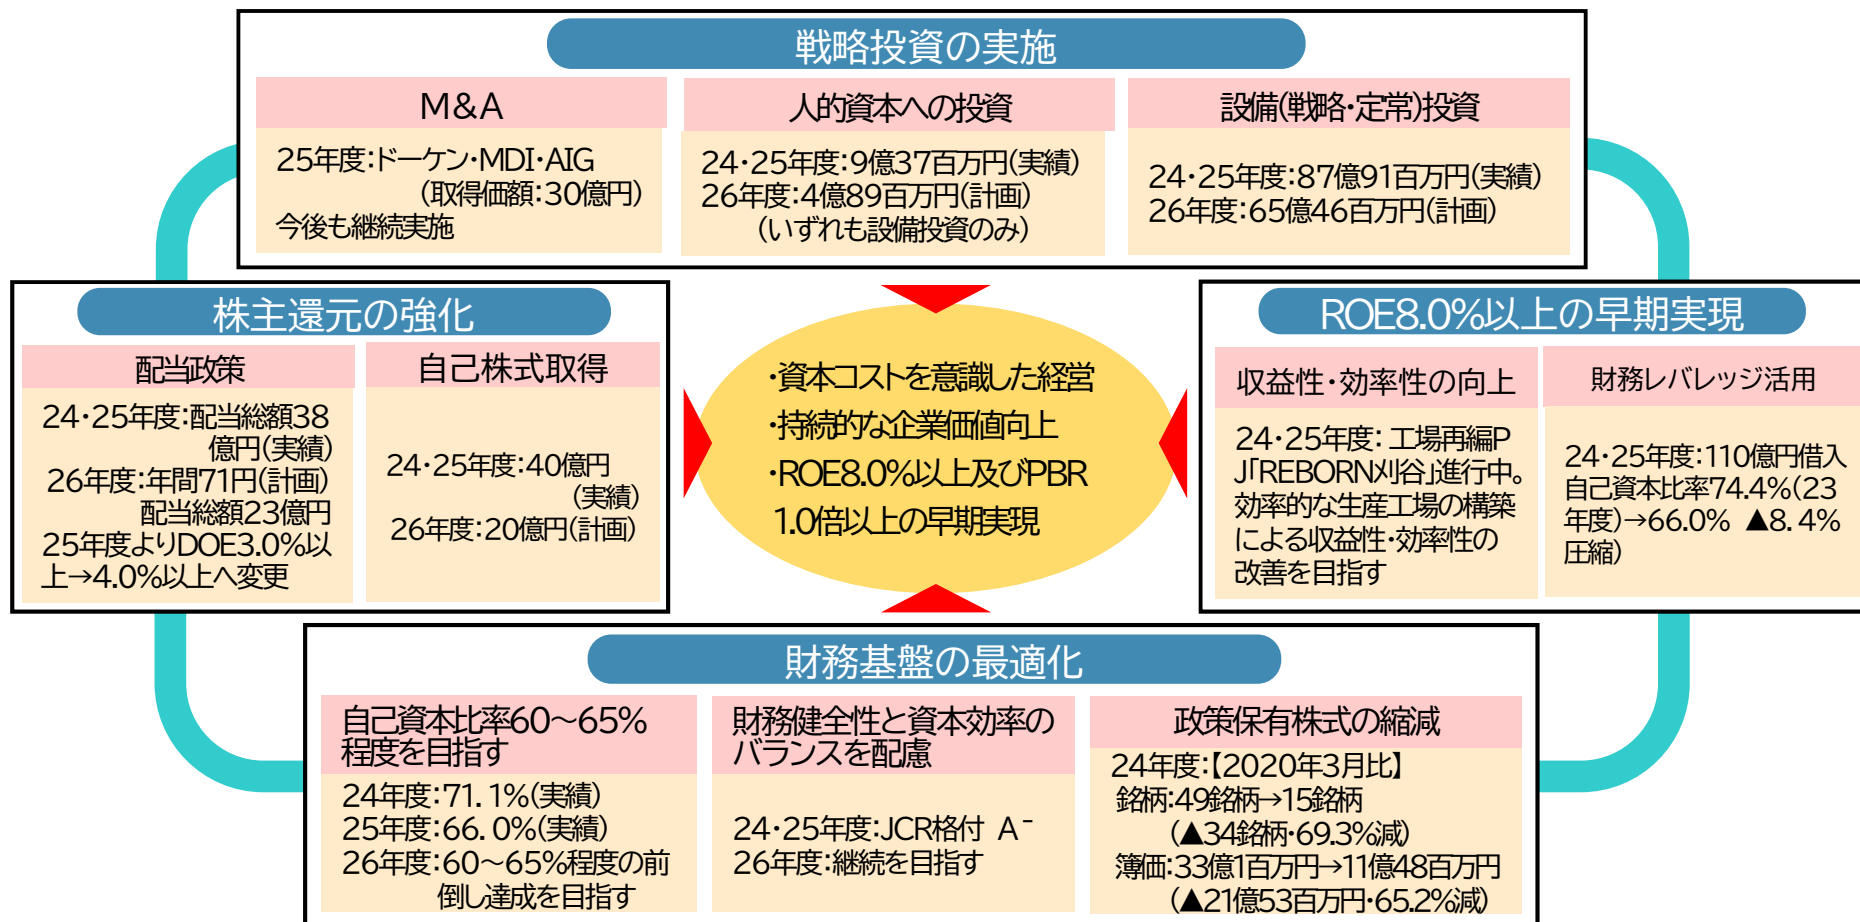 戦略投資の実施
M&A
25年度：ドーケン・MDI・AIG
（取得価額：30億円）
今後も継続実施
人的資本への投資
24・25年度：9億37百万円（実績）
26年度：4億89百万円（計画）
（いずれも設備投資のみ）
設備（戦略・定常）投資
24・25年度：87億91百万円（実績）
26年度：65億46百万円（計画）
株主還元の強化
配当政策
24・25年度：配当総額38
億円（実績）
26年度：年間71円（計画）
配当総額23億円
25年度よりDOE3.0%以
上→4.0%以上へ変更
自己株式取得
24・25年度：40億円
（実績）
26年度：20億円（計画）
・資本コストを意識した経営
・持続的な企業価値向上
・ROE8.0%以上及びPBR
1.0倍以上の早期実現
ROE8.0%以上の早期実現
収益性・効率性の向上
24・25年度： 工場再編P
J「REBORN刈谷」進行中。
効率的な生産工場の構築
による収益性・効率性の
改善を目指す
財務レバレッジ活用
24・25年度：110億円借入
自己資本比率74.4%（23
年度）→66.0% ▲8.4%
圧縮）
財務基盤の最適化
自己資本比率60～65%
程度を目指す
24年度：71.1%（実績）
25年度：66.0%（実績）
26年度：60～65%程度の前
倒し達成を目指す
財務健全性と資本効率の
バランスを配慮
24・25年度：JCR格付 A⁻
26年度：継続を目指す
政策保有株式の縮減
24年度：【2020年3月比】
銘柄：49銘柄→15銘柄
（▲34銘柄・69.3%減）
簿価：33億1百万円→11億48百万円
（▲21億53百万円・65.2%減）